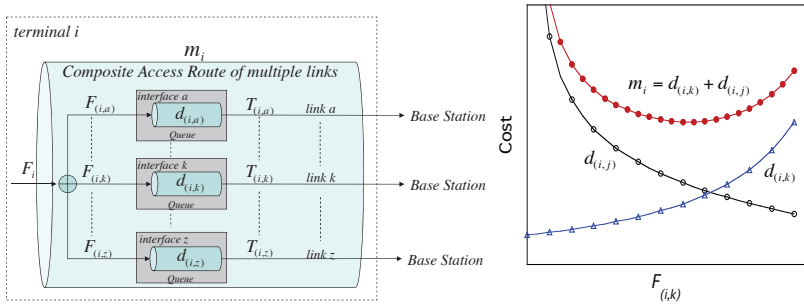 terminal i
m_i
Composite Access Route of multiple links
interface a
F_(i,a) d_(i,a) T_(i,a) link a Base Station
Queue
interface k
F_i F_(i,k) d_(i,k) T_(i,k) link k Base Station
Queue
interface z
F_(i,z) d_(i,z) T_(i,z) link z Base Station
Queue
Cost
m_i = d_(i,k) + d_(i,j)
d_(i,j)
d_(i,k)
F_(i,k)